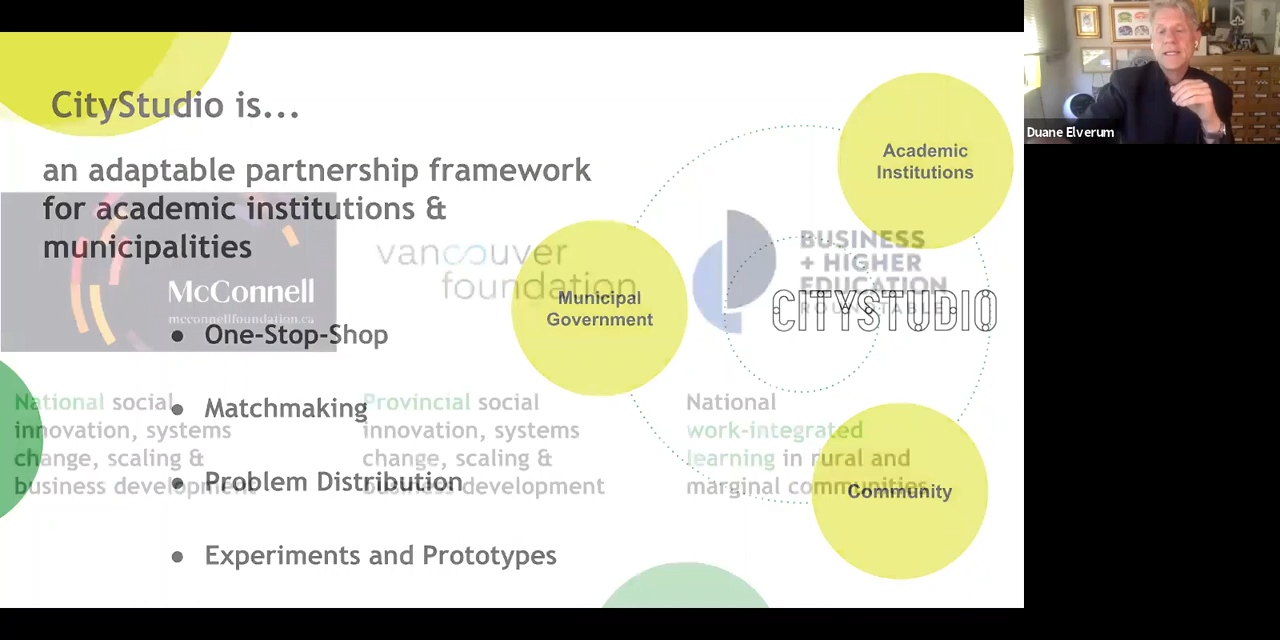 CityStudio is...
an adaptable partnership framework
for academic institutions &
municipalities
One-Stop-Shop
Matchmaking
Problem Distribution
Experiments and Prototypes
Academic
Institutions
Municipal
Government
CITYSTUDIO
Community
McConnell
mcconnellfoundation.ca
vancouver
foundation
BUSINESS
+ HIGHER
EDUCATION
ROUNDTABLE
National social
innovation, systems
change, scaling &
business development
Provincial social
innovation, systems
change, scaling &
business development
National
work-integrated
learning in rural and
marginal communities
Duane Elverum